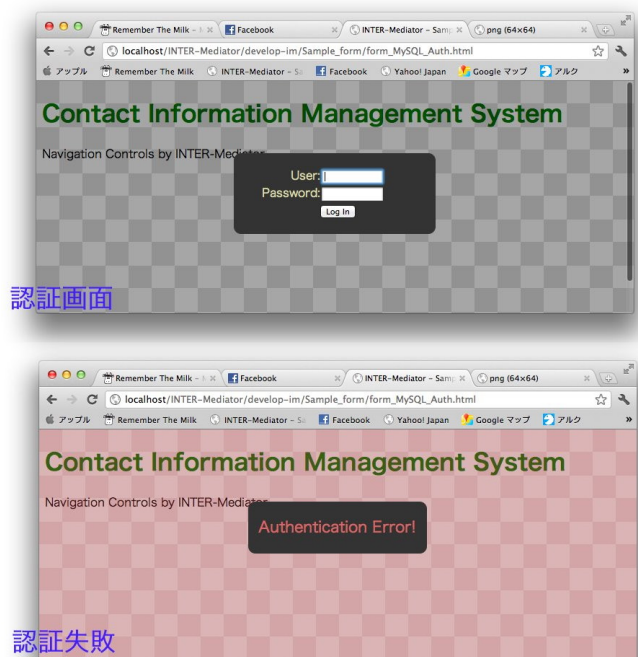 Remember The Milk -
Facebook
INTER-Mediator - Sam
png (64×64)
localhost/INTER-Mediator/develop-im/Sample_form/form_MySQL_Auth.html
アップル
Remember The Milk
INTER-Mediator - Sa
Facebook
Yahoo! Japan
Google マップ
アルク
»
Contact Information Management System
Navigation Controls by INTER-Mediator
User:
Password:
Log In
認証画面
Remember The Milk -
Facebook
INTER-Mediator - Sam
png (64×64)
localhost/INTER-Mediator/develop-im/Sample_form/form_MySQL_Auth.html
アップル
Remember The Milk
INTER-Mediator - Sa
Facebook
Yahoo! Japan
Google マップ
アルク
»
Contact Information Management System
Navigation Controls by INTER-Mediator
Authentication Error!
認証失敗